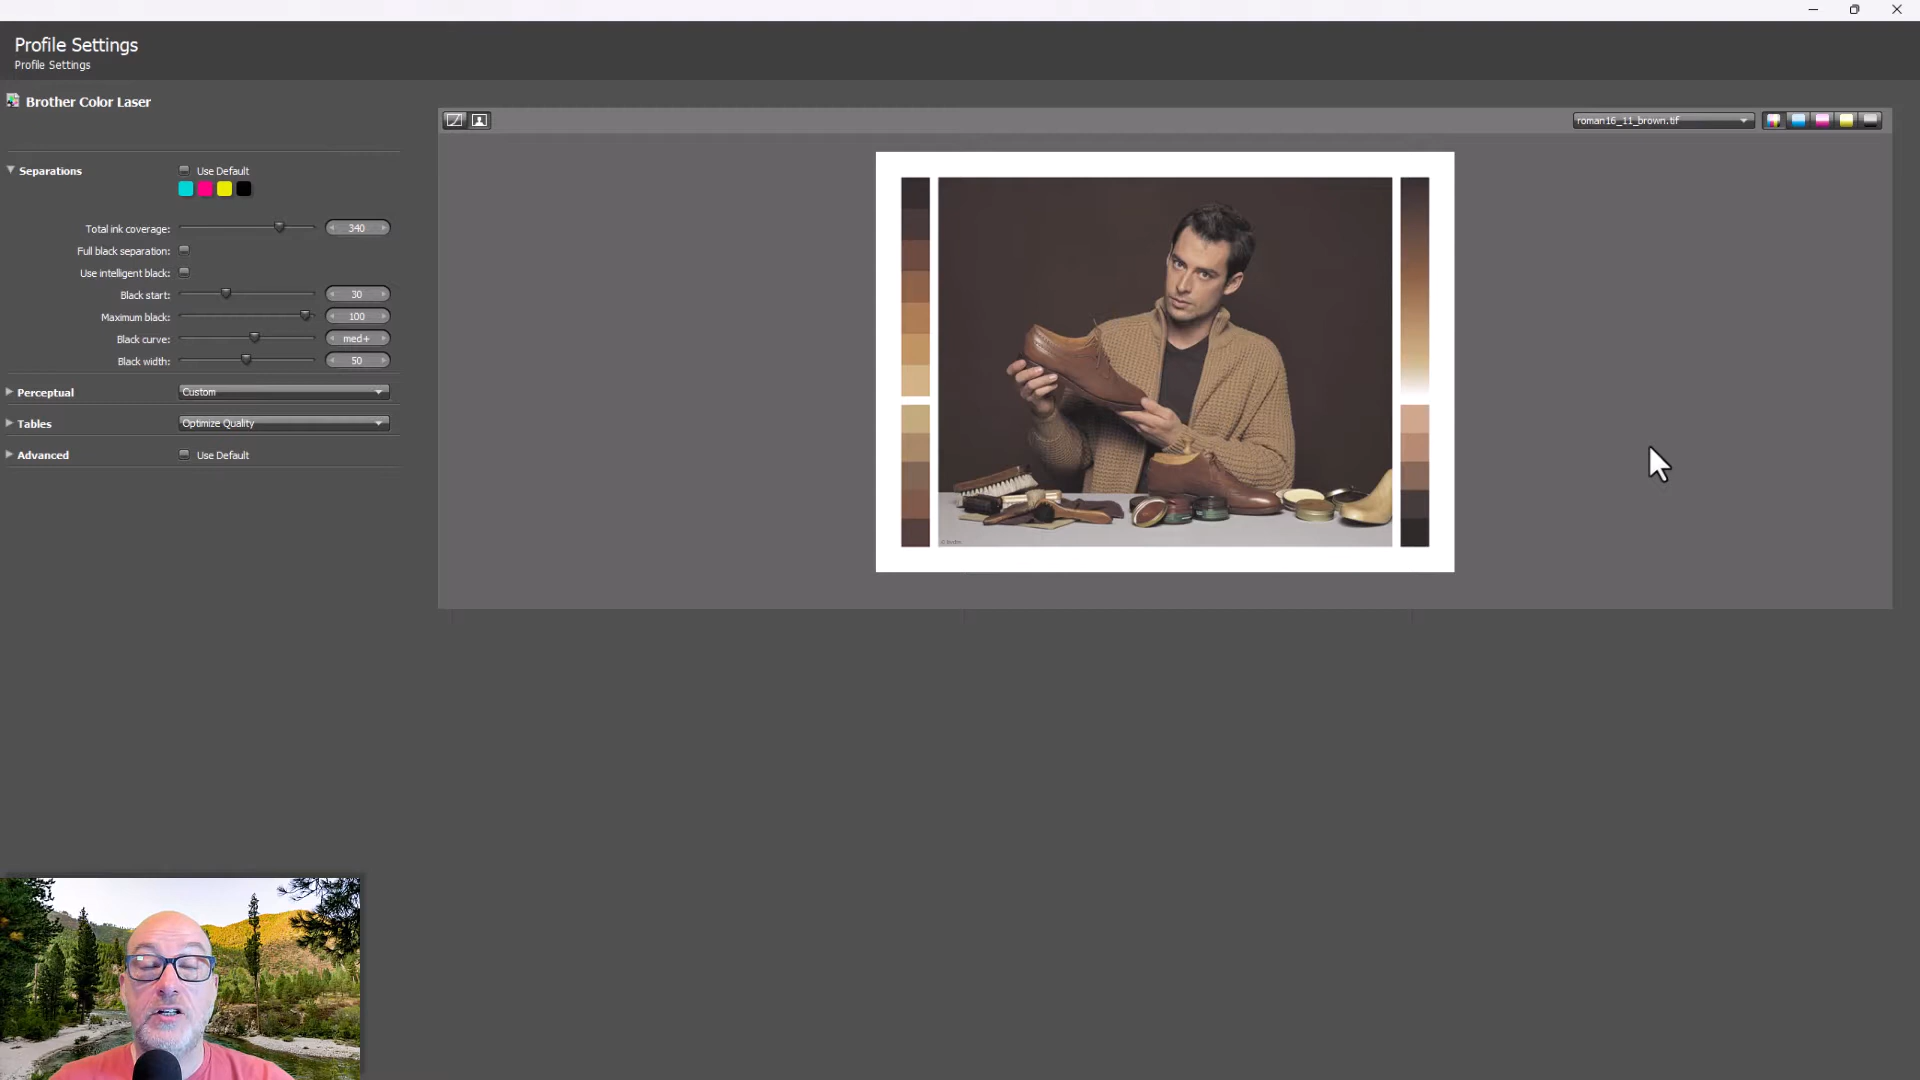 Profile Settings
Profile Settings
Brother Color Laser
roman16_11_brown.tif
Separations
Use Default
Total ink coverage:
340
Full black separation:
Use intelligent black:
Black start:
30
Maximum black:
100
Black curve:
med+
Black width:
50
Perceptual
Custom
Tables
Optimize Quality
Advanced
Use Default